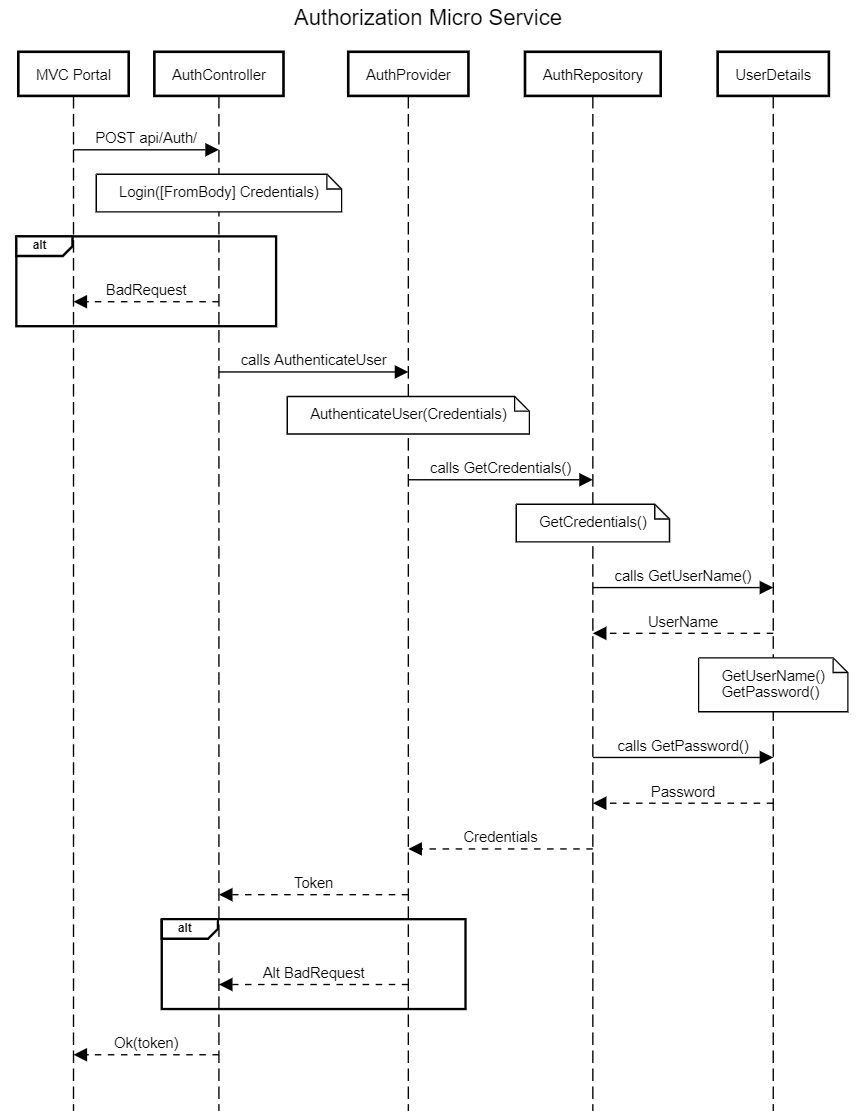 Authorization Micro Service
MVC Portal
AuthController
AuthProvider
AuthRepository
UserDetails
POST api/Auth/
Login([FromBody] Credentials)
alt
BadRequest
calls AuthenticateUser
AuthenticateUser(Credentials)
calls GetCredentials()
GetCredentials()
calls GetUserName()
UserName
GetUserName()
GetPassword()
calls GetPassword()
Password
Credentials
Token
alt
Alt BadRequest
Ok(token)